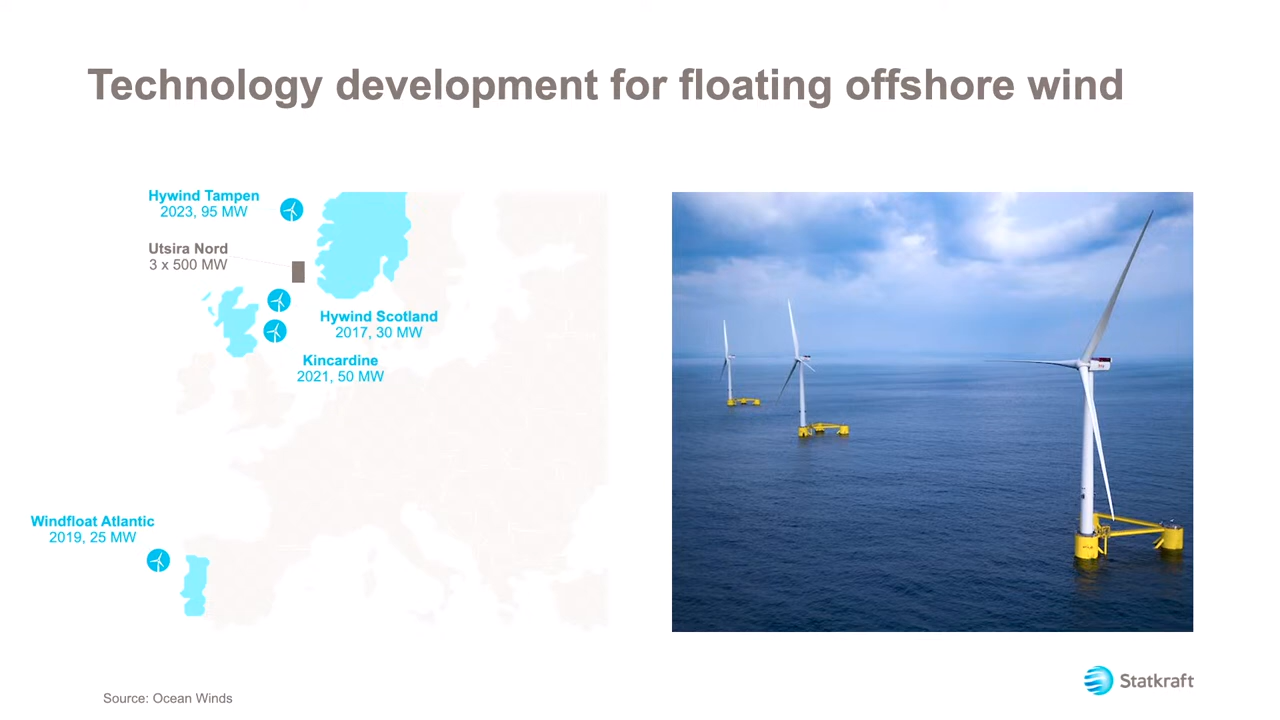 Technology development for floating offshore wind
Hywind Tampen
2023, 95 MW
Utsira Nord
3 x 500 MW
Hywind Scotland
2017, 30 MW
Kincardine
2021, 50 MW
Windfloat Atlantic
2019, 25 MW
Source: Ocean Winds
Statkraft